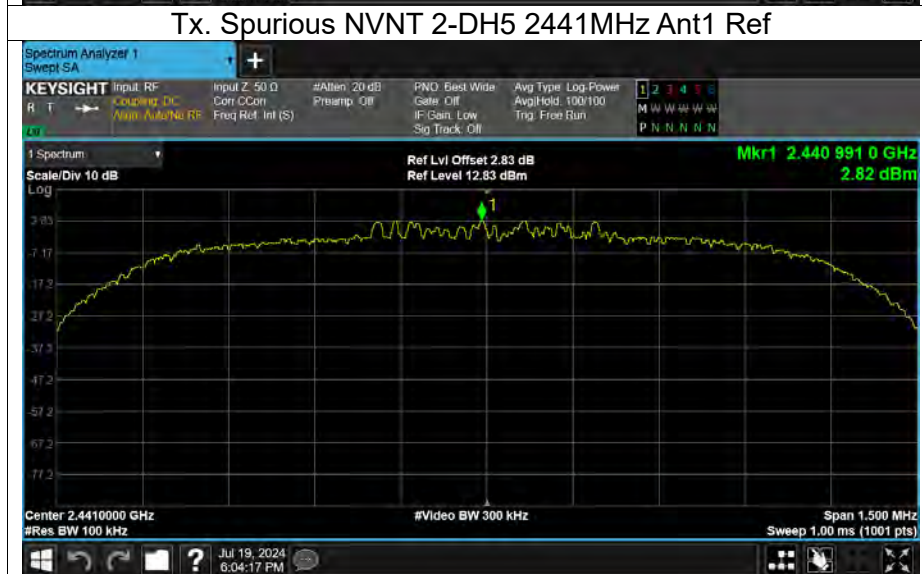 Tx. Spurious NVNT 2-DH5 2441MHz Ant1 Ref
Spectrum Analyzer 1
Swept SA
+
KEYSIGHT Input: RF
R T Coupling: DC
Align: Auto/No RF
LXI
Input Z: 50 Ω
Corr CCorr
Freq Ref: Int (S)
#Atten: 20 dB
Preamp: Off
PNO: Best Wide
Gate: Off
IF Gain: Low
Sig Track: Off
Avg Type: Log-Power
Avg|Hold: 100/100
Trig: Free Run
1 2 3 4 5 6
M W W W W W
P N N N N N
1 Spectrum
Scale/Div 10 dB
Log
Ref Lvl Offset 2.83 dB
Ref Level 12.83 dBm
Mkr1 2.440 991 0 GHz
2.82 dBm
1
2.83
-7.17
-17.2
-27.2
-37.2
-47.2
-57.2
-67.2
-77.2
Center 2.4410000 GHz
#Res BW 100 kHz
#Video BW 300 kHz
Span 1.500 MHz
Sweep 1.00 ms (1001 pts)
?
Jul 19, 2024
6:04:17 PM